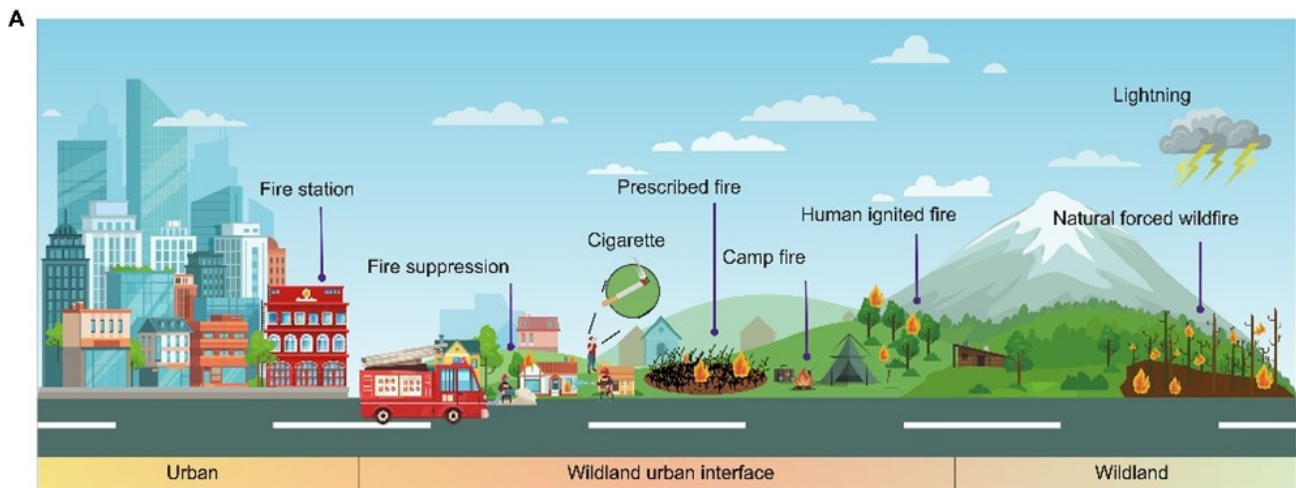 A
Lightning
Fire station
Prescribed fire
Human ignited fire
Natural forced wildfire
Cigarette
Camp fire
Fire suppression
Urban
Wildland urban interface
Wildland